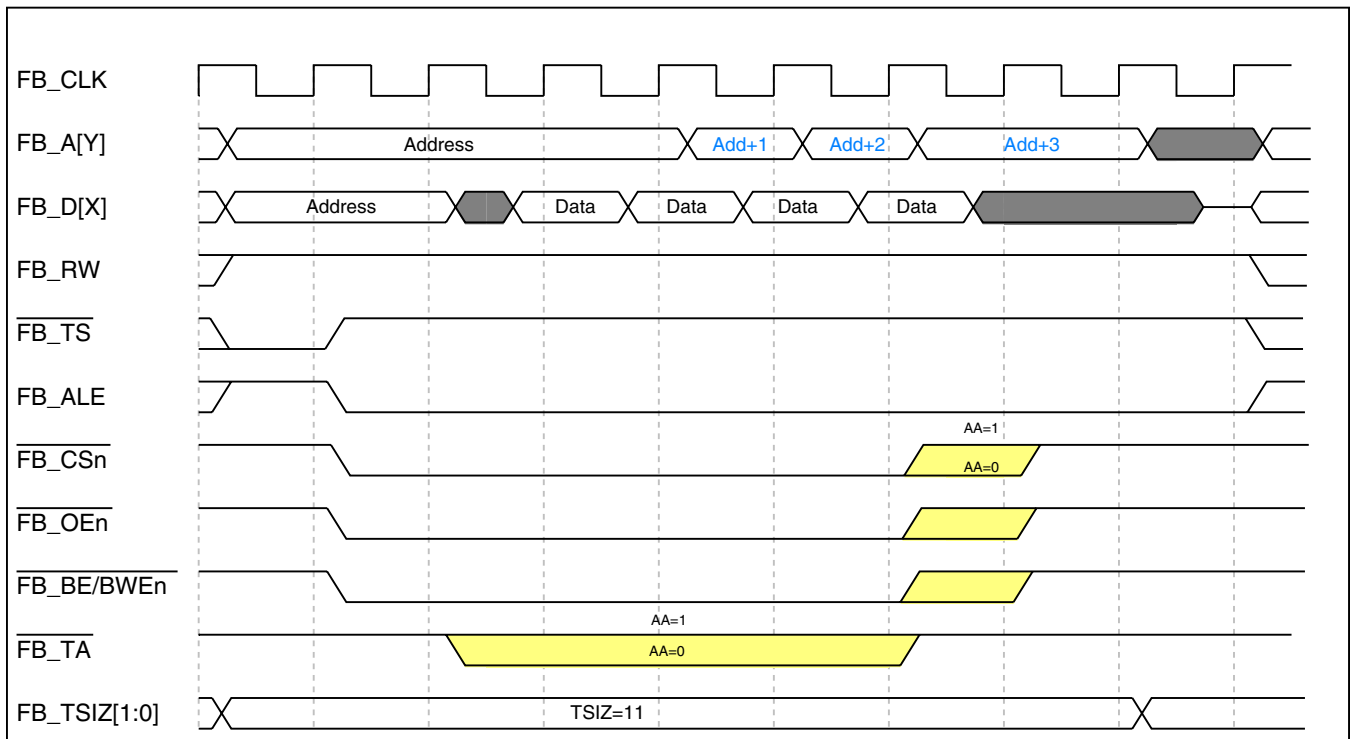 FB_CLK
FB_A[Y] Address Add+1 Add+2 Add+3
FB_D[X] Address Data Data Data Data
FB_RW
FB_TS
FB_ALE
AA=1
FB_CSn AA=0
FB_OEn
FB_BE/BWEn
AA=1
FB_TA AA=0
FB_TSIZ[1:0] TSIZ=11